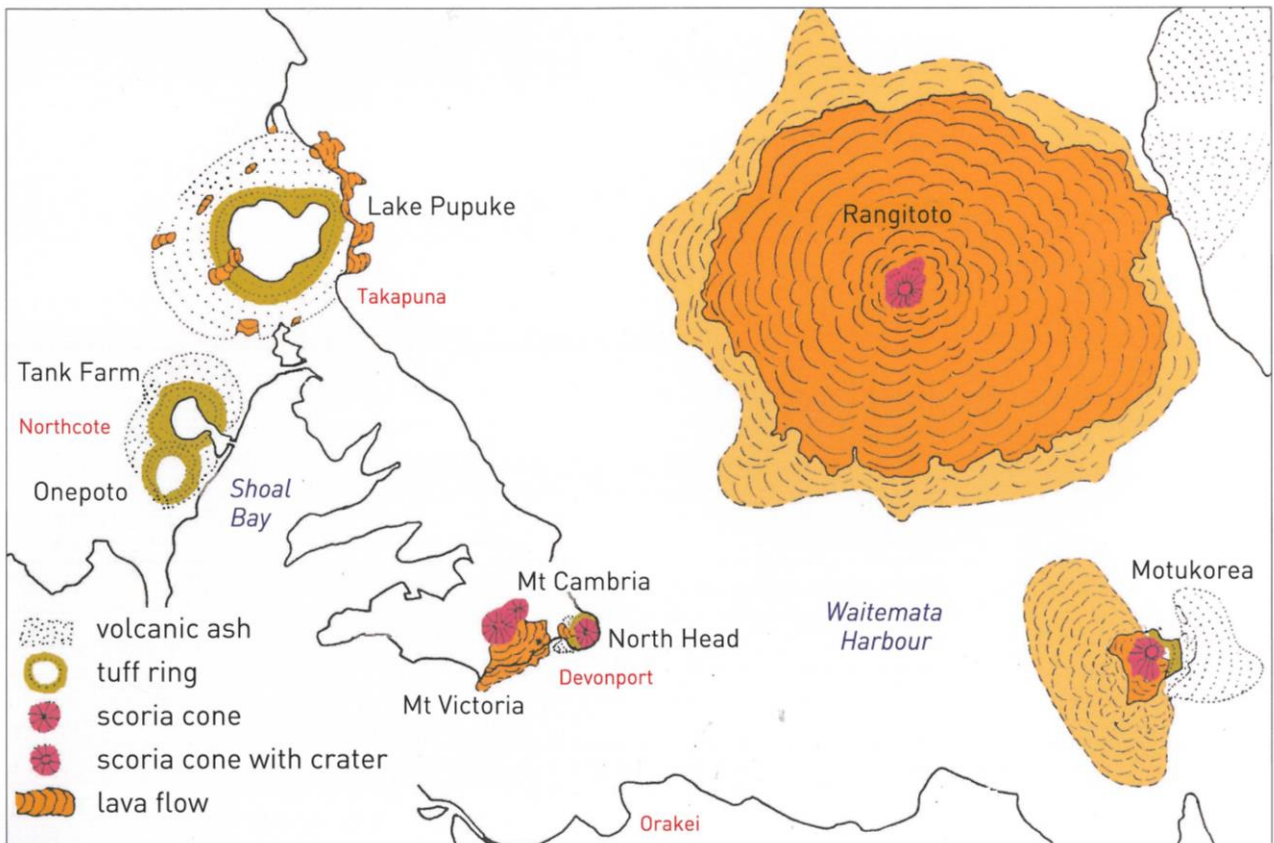 Lake Pupuke
Rangitoto
Takapuna
Tank Farm
Northcote
Onepoto
Shoal
Bay
Mt Cambria
North Head
Devonport
Mt Victoria
Waitemata
Harbour
Motukorea
Orakei
volcanic ash
tuff ring
scoria cone
scoria cone with crater
lava flow